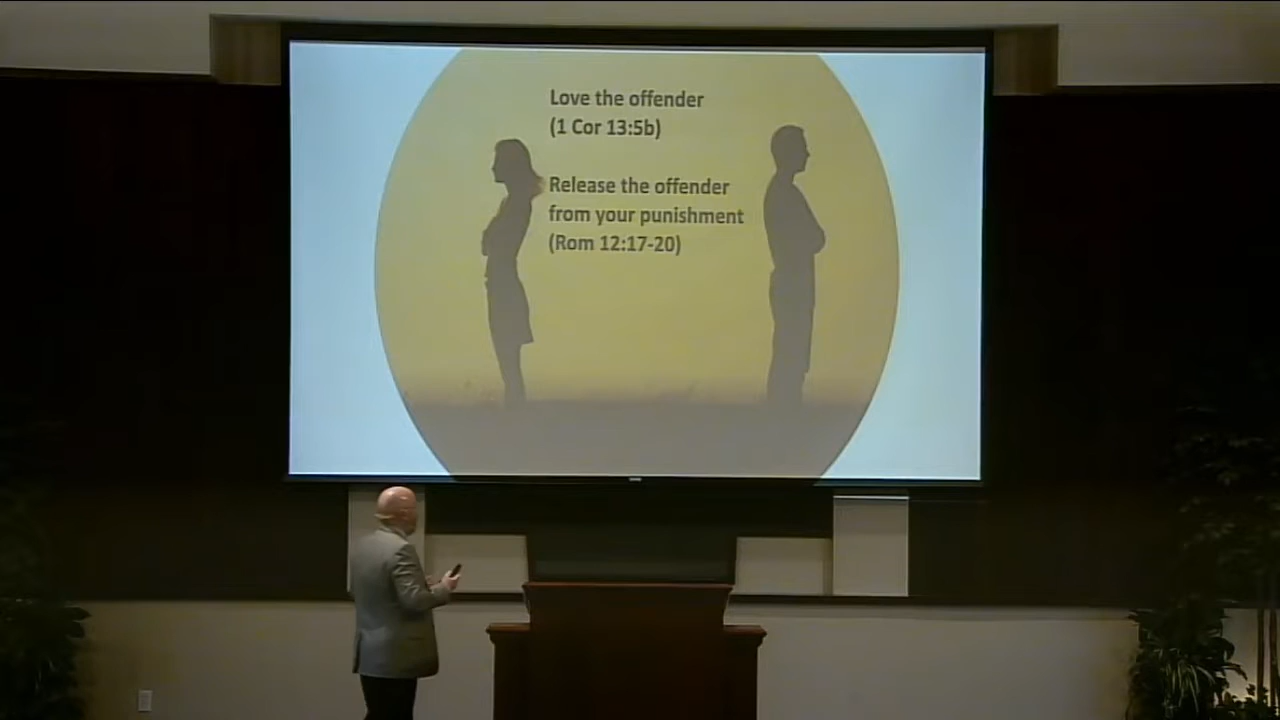 Love the offender
(1 Cor 13:5b)
Release the offender
from your punishment
(Rom 12:17-20)